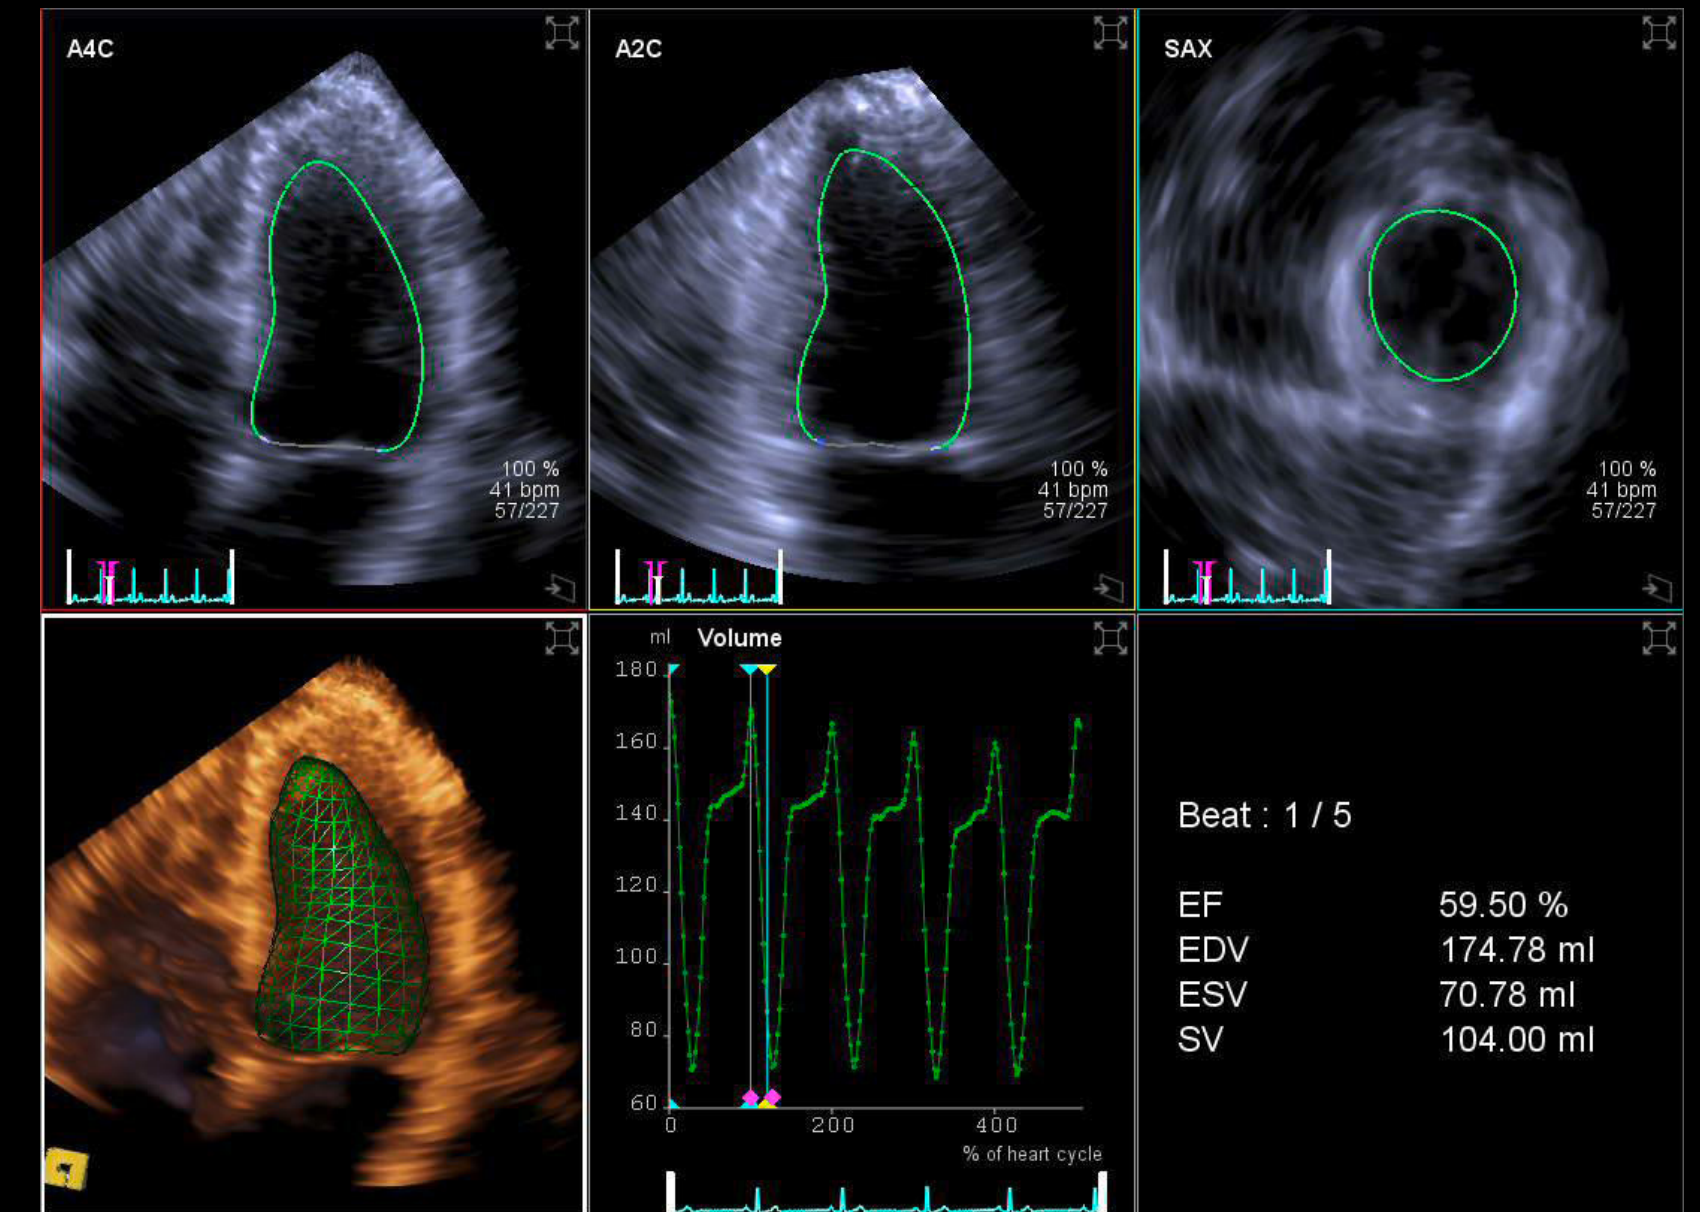 A4C
100 %
41 bpm
57/227
A2C
100 %
41 bpm
57/227
SAX
100 %
41 bpm
57/227
ml Volume
180
160
140
120
100
80
60
0 200 400
% of heart cycle
Beat : 1 / 5
EF 59.50 %
EDV 174.78 ml
ESV 70.78 ml
SV 104.00 ml